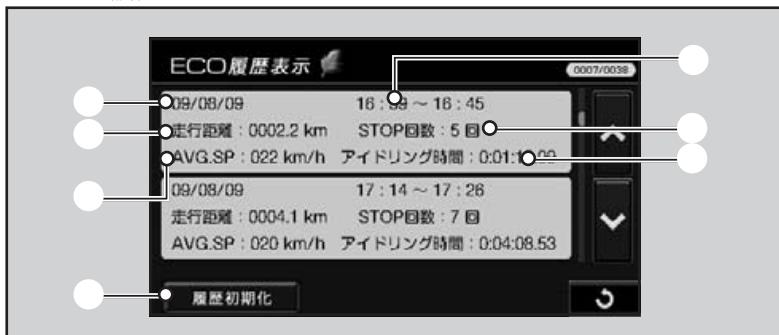 ECO履歴表示
0007/0038
09/08/09
16 : ~ 16 : 45
走行距離 : 0002.2 km STOP回数 : 5 回
AVG.SP : 022 km/h アイドリング時間 : 0:01:
09/08/09 17 : 14 ~ 17 : 26
走行距離 : 0004.1 km STOP回数 : 7 回
AVG.SP : 020 km/h アイドリング時間 : 0:04:08.53
履歴初期化